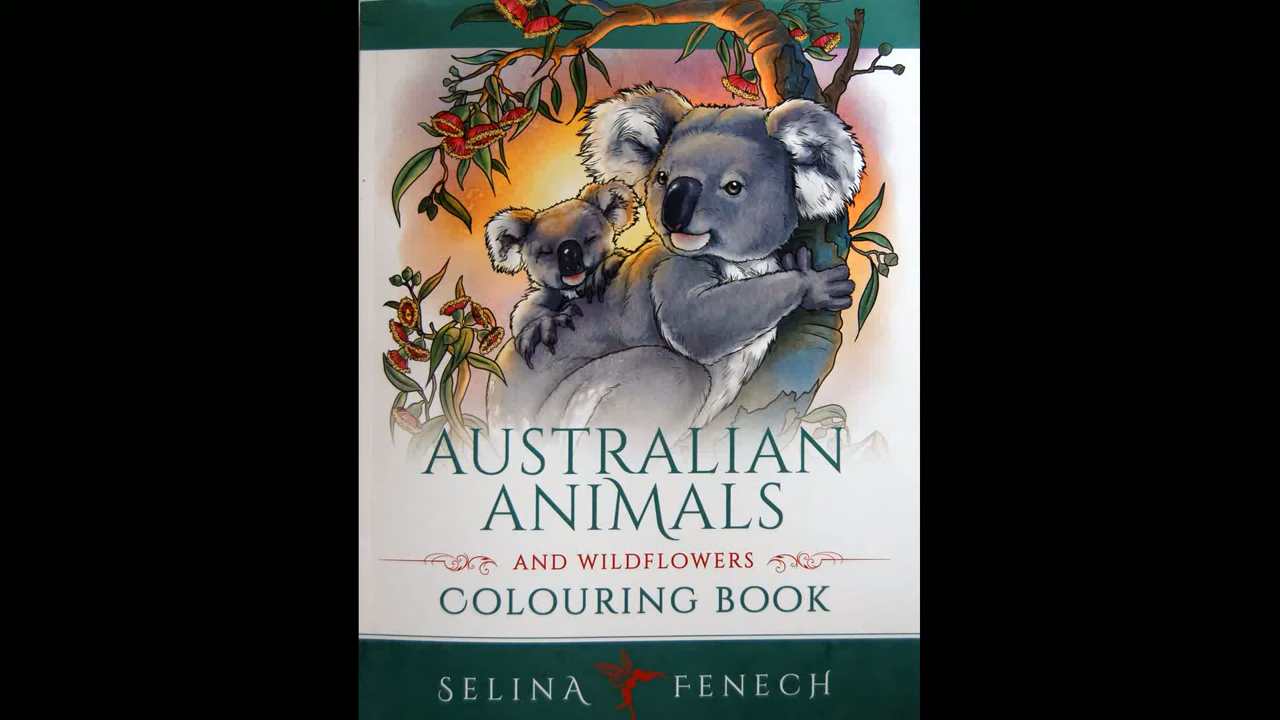 AUSTRALIAN
ANIMALS
AND WILDFLOWERS
COLOURING BOOK
SELINA FENECH